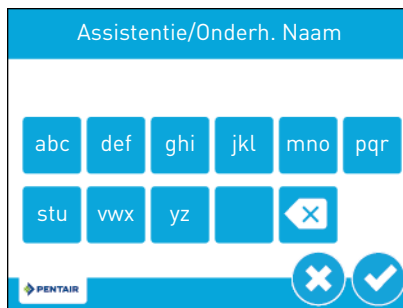 Assistentie/Onderh. Naam
abc def ghi jkl mno pqr
stu vwx yz
PENTAIR